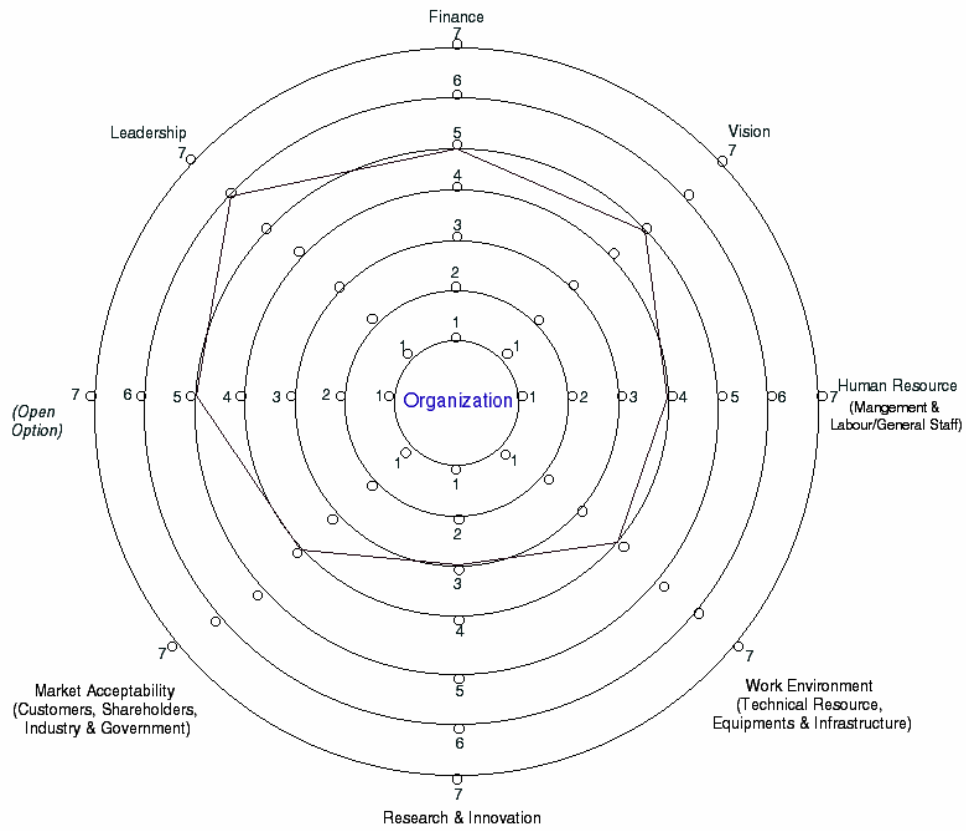 Finance
7
6
Leadership
5
Vision
7
7
4
3
2
1
1
1
7 6 5 4 3 2 1 Organization 1 2 3 4 5 6 7 Human Resource
(Open
Option)
(Mangement &
Labour/General Staff)
1
1
1
2
3
4
7
7
5
Market Acceptability
(Customers, Shareholders,
Industry & Government)
Work Environment
(Technical Resource,
Equipments & Infrastructure)
6
7
Research & Innovation